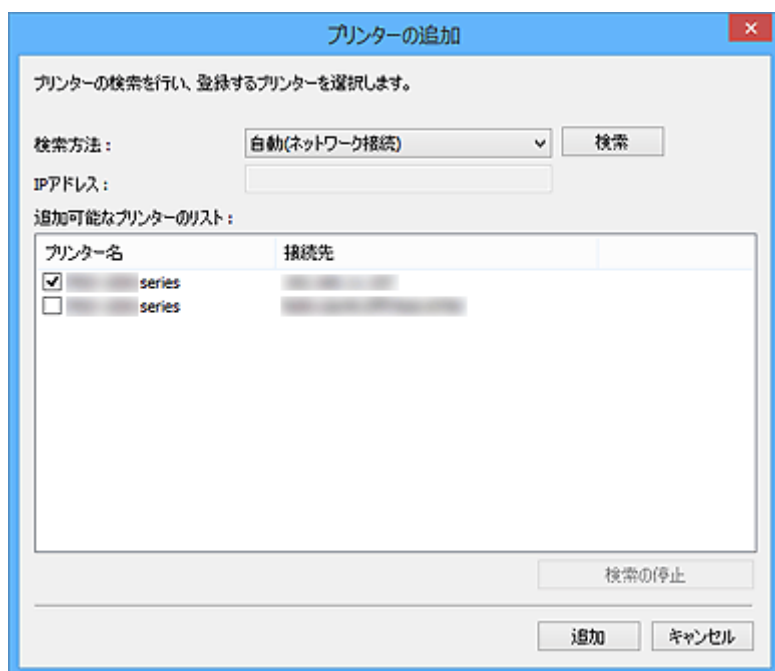 プリンターの追加
プリンターの検索を行い、登録するプリンターを選択します。
検索方法： 自動(ネットワーク接続) 検索
IPアドレス：
追加可能なプリンターのリスト：
プリンター名 接続先
series
series
検索の停止
追加 キャンセル